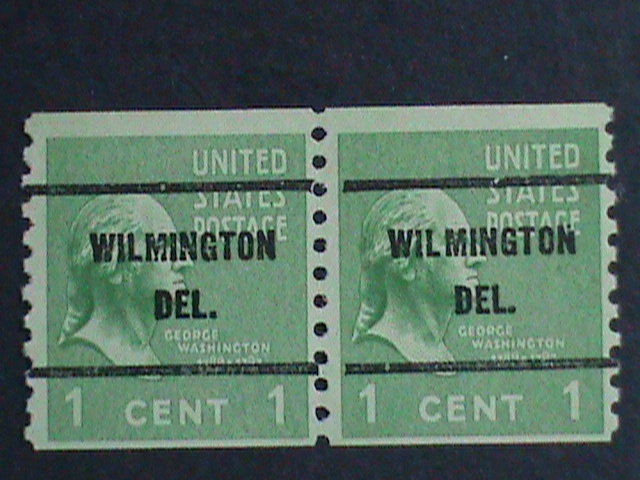 UNITED
STATES
POSTAGE
WILMINGTON
DEL.
GEORGE
WASHINGTON
1 CENT 1
UNITED
STATES
POSTAGE
WILMINGTON
DEL.
GEORGE
WASHINGTON
1 CENT 1